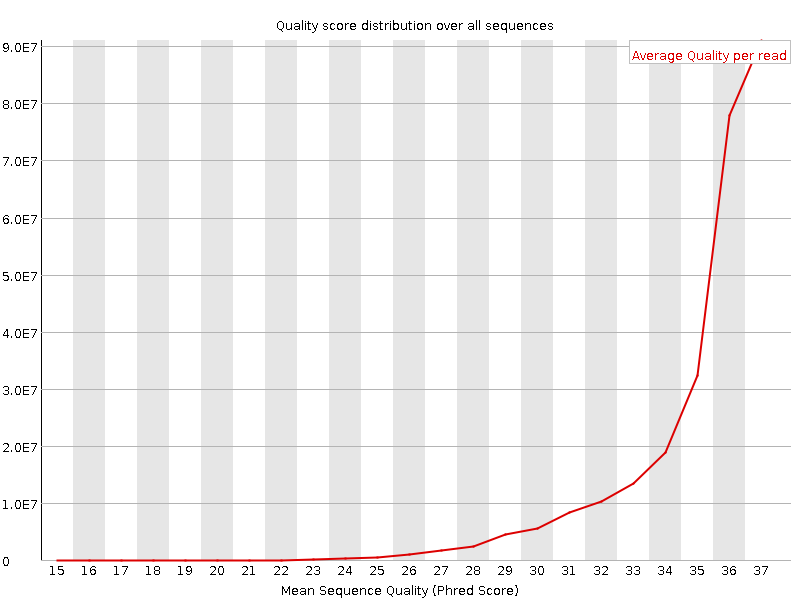 Quality score distribution over all sequences
Average Quality per read
9.0E7
8.0E7
7.0E7
6.0E7
5.0E7
4.0E7
3.0E7
2.0E7
1.0E7
0
15 16 17 18 19 20 21 22 23 24 25 26 27 28 29 30 31 32 33 34 35 36 37
Mean Sequence Quality (Phred Score)